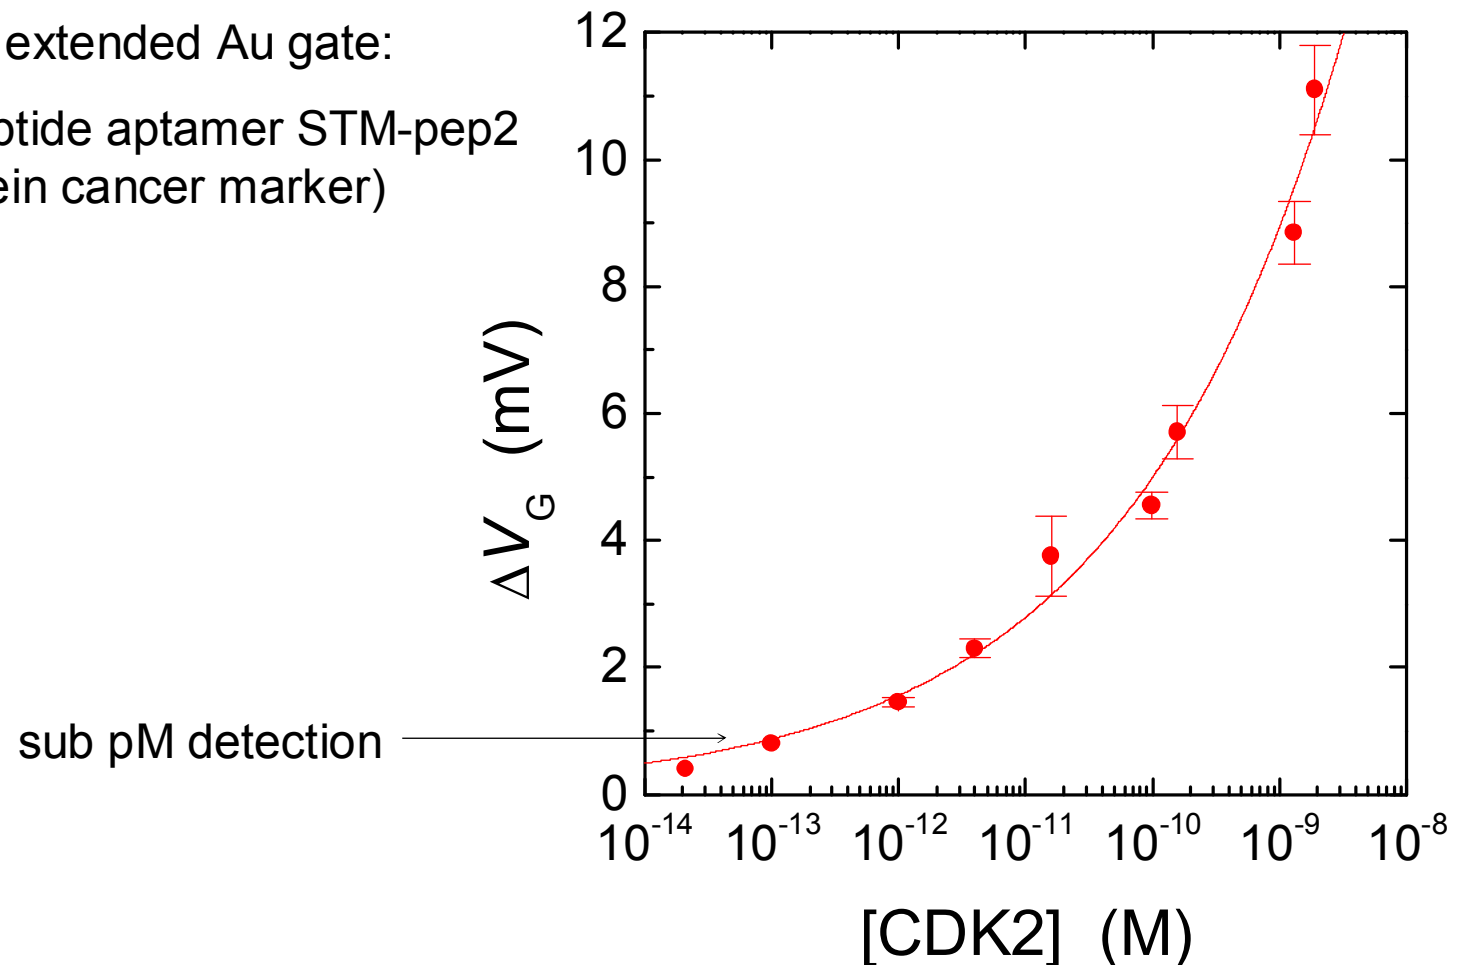 extended Au gate:
ptide aptamer STM-pep2
ein cancer marker)
sub pM detection
ΔV_G (mV)
12
10
8
6
4
2
0
10^-14 10^-13 10^-12 10^-11 10^-10 10^-9 10^-8
[CDK2] (M)